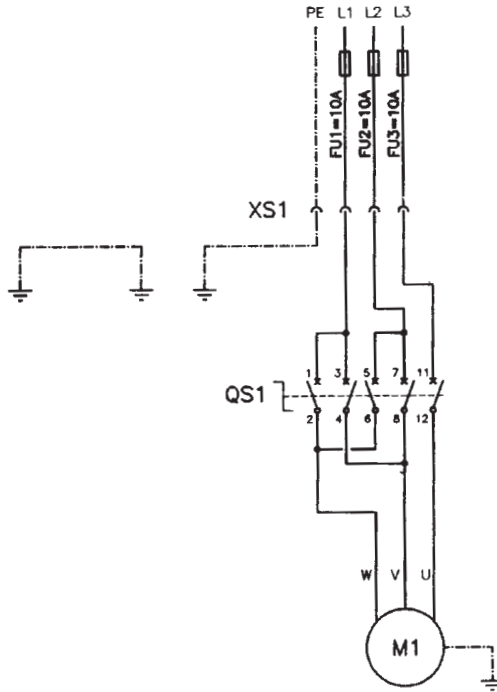 PE L1 L2 L3
FU1=10A
FU2=10A
FU3=10A
XS1
1 3 5 7 11
QS1
2 4 6 8 12
W V U
M1